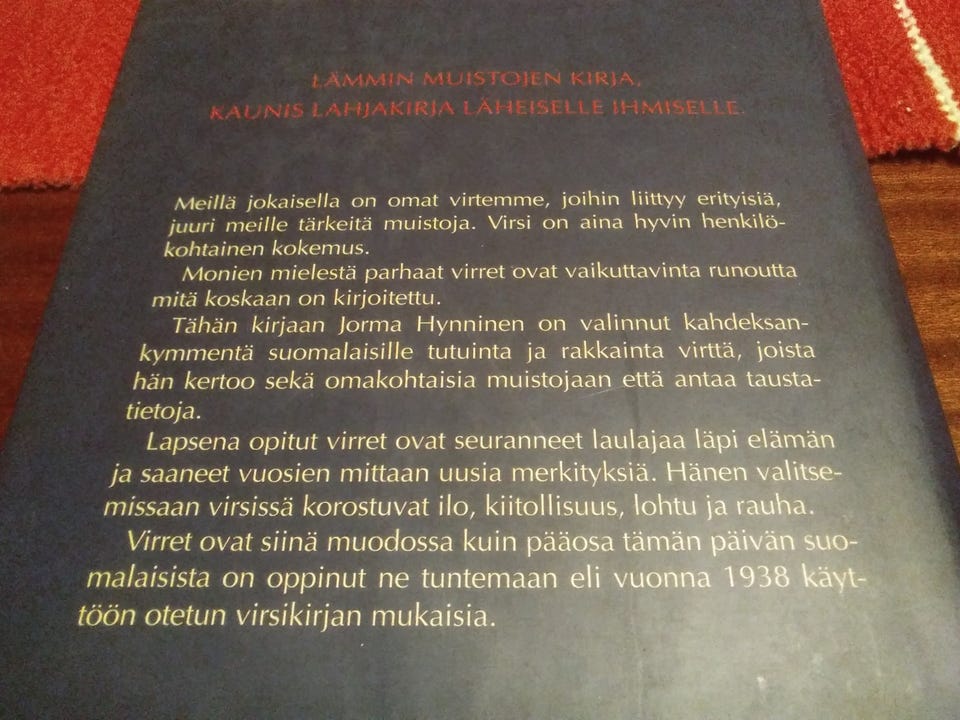 LÄMMIN MUISTOJEN KIRJA,
KAUNIS LAHJAKIRJA LÄHEISELLE IHMISELLE.
Meillä jokaisella on omat virtemme, joihin liittyy erityisiä,
juuri meille tärkeitä muistoja. Virsi on aina hyvin henkilö-
kohtainen kokemus.
Monien mielestä parhaat virret ovat vaikuttavinta runoutta
mitä koskaan on kirjoitettu.
Tähän kirjaan Jorma Hynninen on valinnut kahdeksan-
kymmentä suomalaisille tutuinta ja rakkainta virttä, joista
hän kertoo sekä omakohtaisia muistojaan että antaa tausta-
tietoja.
Lapsena opitut virret ovat seuranneet laulajaa läpi elämän
ja saaneet vuosien mittaan uusia merkityksiä. Hänen valitse-
missaan virsissä korostuvat ilo, kiitollisuus, lohtu ja rauha.
Virret ovat siinä muodossa kuin pääosa tämän päivän suo-
malaisista on oppinut ne tuntemaan eli vuonna 1938 käyt-
töön otetun virsikirjan mukaisia.